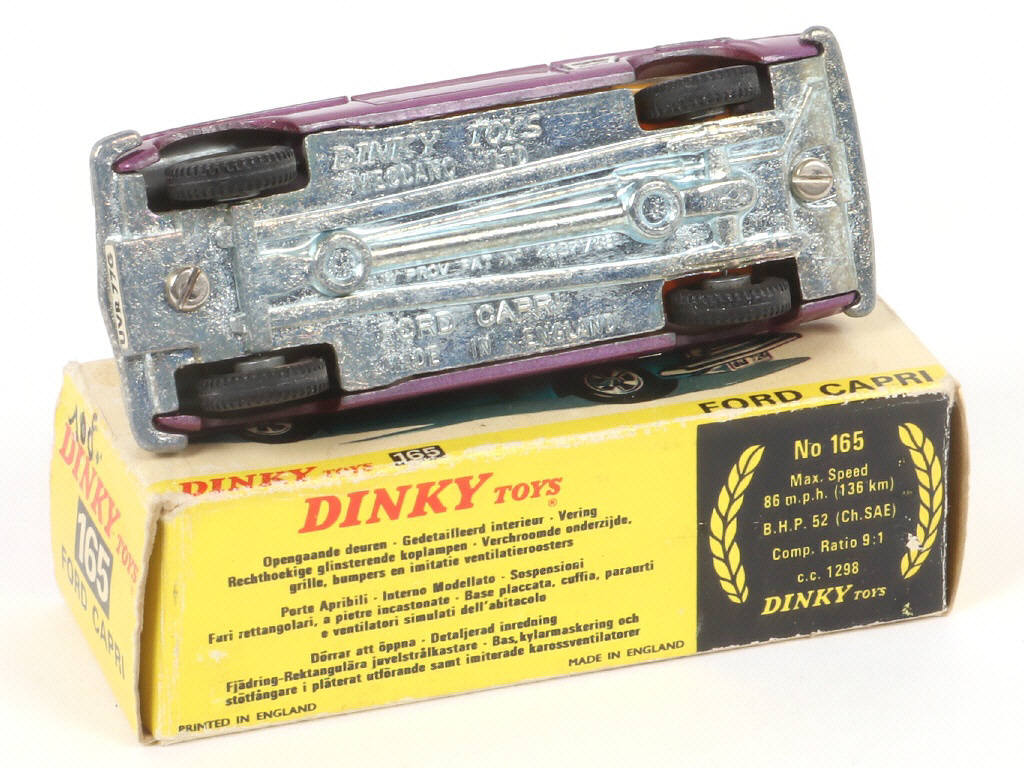 DINKY TOYS
MECCANO LTD
PROV. PAT. Nº
FORD CAPRI
MADE IN ENGLAND
UVR 576
FORD CAPRI
DINKY TOYS 165
DINKY TOYS
165
FORD CAPRI
DINKY TOYS®
Opengaande deuren · Gedetailleerd interieur · Vering
Rechthoekige glinsterende koplampen · Verchroomde onderzijde,
grille, bumpers en imitatie ventilatieroosters
Porte Apribili · Interno Modellato · Sospensioni
Fari rettangolari, a pietre incastonate · Base placcata, cuffia, paraurti
e ventilatori simulati dell'abitacolo
Dörrar att öppna · Detaljerad inredning
Fjädring-Rektangulära juvelstrålkastare · Bas, kylarmaskering och
stötfångare i pläterat utförande samt imiterade karossventilatorer
MADE IN ENGLAND
PRINTED IN ENGLAND
No 165
Max. Speed
86 m.p.h. (136 km)
B.H.P. 52 (Ch.SAE)
Comp. Ratio 9:1
c.c. 1298
DINKY TOYS